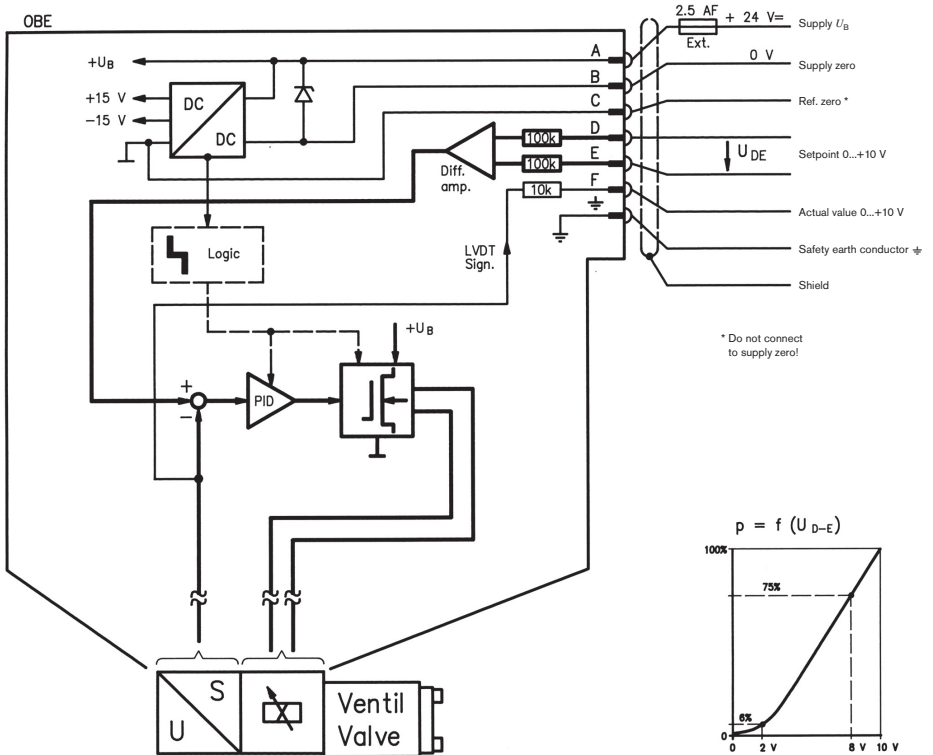 OBE
2.5 AF
+ 24 V=
Ext.
Supply U_B
+U_B
A
0 V
Supply zero
B
+15 V
DC
-15 V
DC
C
Ref. zero *
D
100k
E
100k
U_DE
Setpoint 0...+10 V
Diff.
amp.
F
10k
Actual value 0...+10 V
Logic
LVDT
Sign.
Safety earth conductor ⏚
Shield
* Do not connect
to supply zero!
+U_B
+
PID
−
p = f (U_D-E)
100%
75%
6%
0
0
2 V
8 V
10 V
S
U
Ventil
Valve